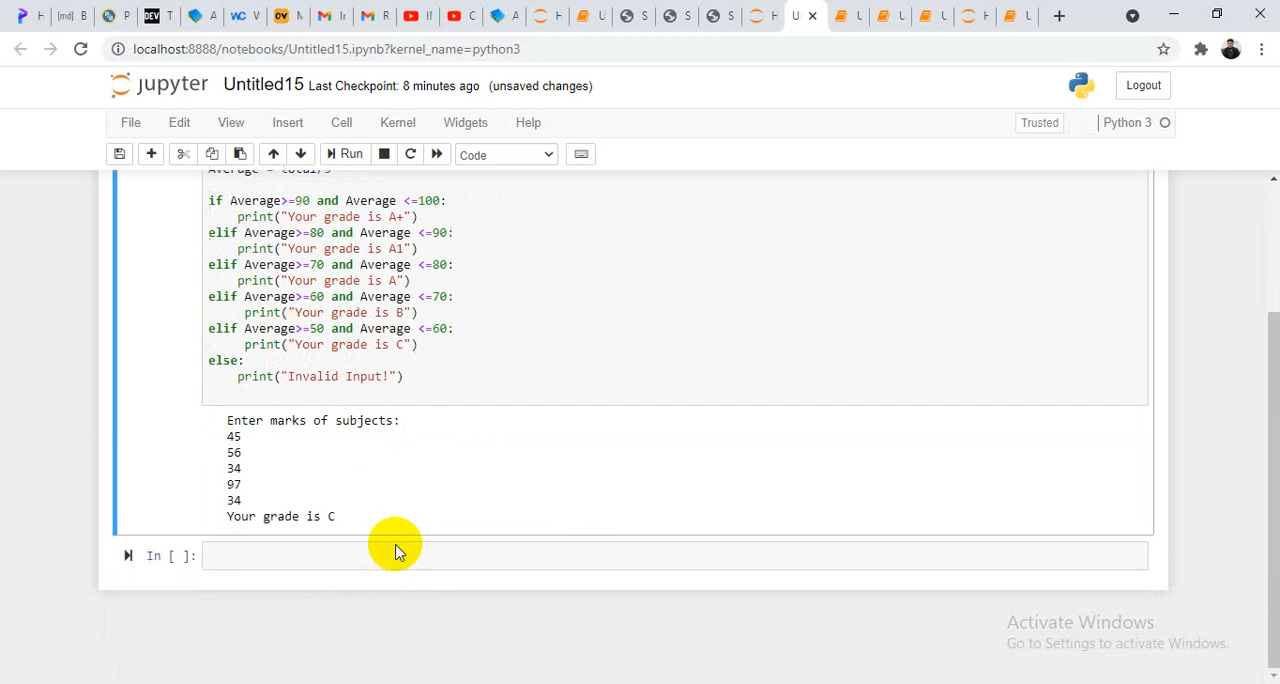 localhost:8888/notebooks/Untitled15.ipynb?kernel_name=python3
jupyter Untitled15 Last Checkpoint: 8 minutes ago (unsaved changes)
Logout
File Edit View Insert Cell Kernel Widgets Help
Trusted
Python 3
Run
Code
if Average>=90 and Average <=100:
    print("Your grade is A+")
elif Average>=80 and Average <=90:
     print("Your grade is A1")
elif Average>=70 and Average <=80:
     print("Your grade is A")
elif Average>=60 and Average <=70:
     print("Your grade is B")
elif Average>=50 and Average <=60:
     print("Your grade is C")
else:
    print("Invalid Input!")
Enter marks of subjects:
45
56
34
97
34
Your grade is C
In [ ]:
Activate Windows
Go to Settings to activate Windows.